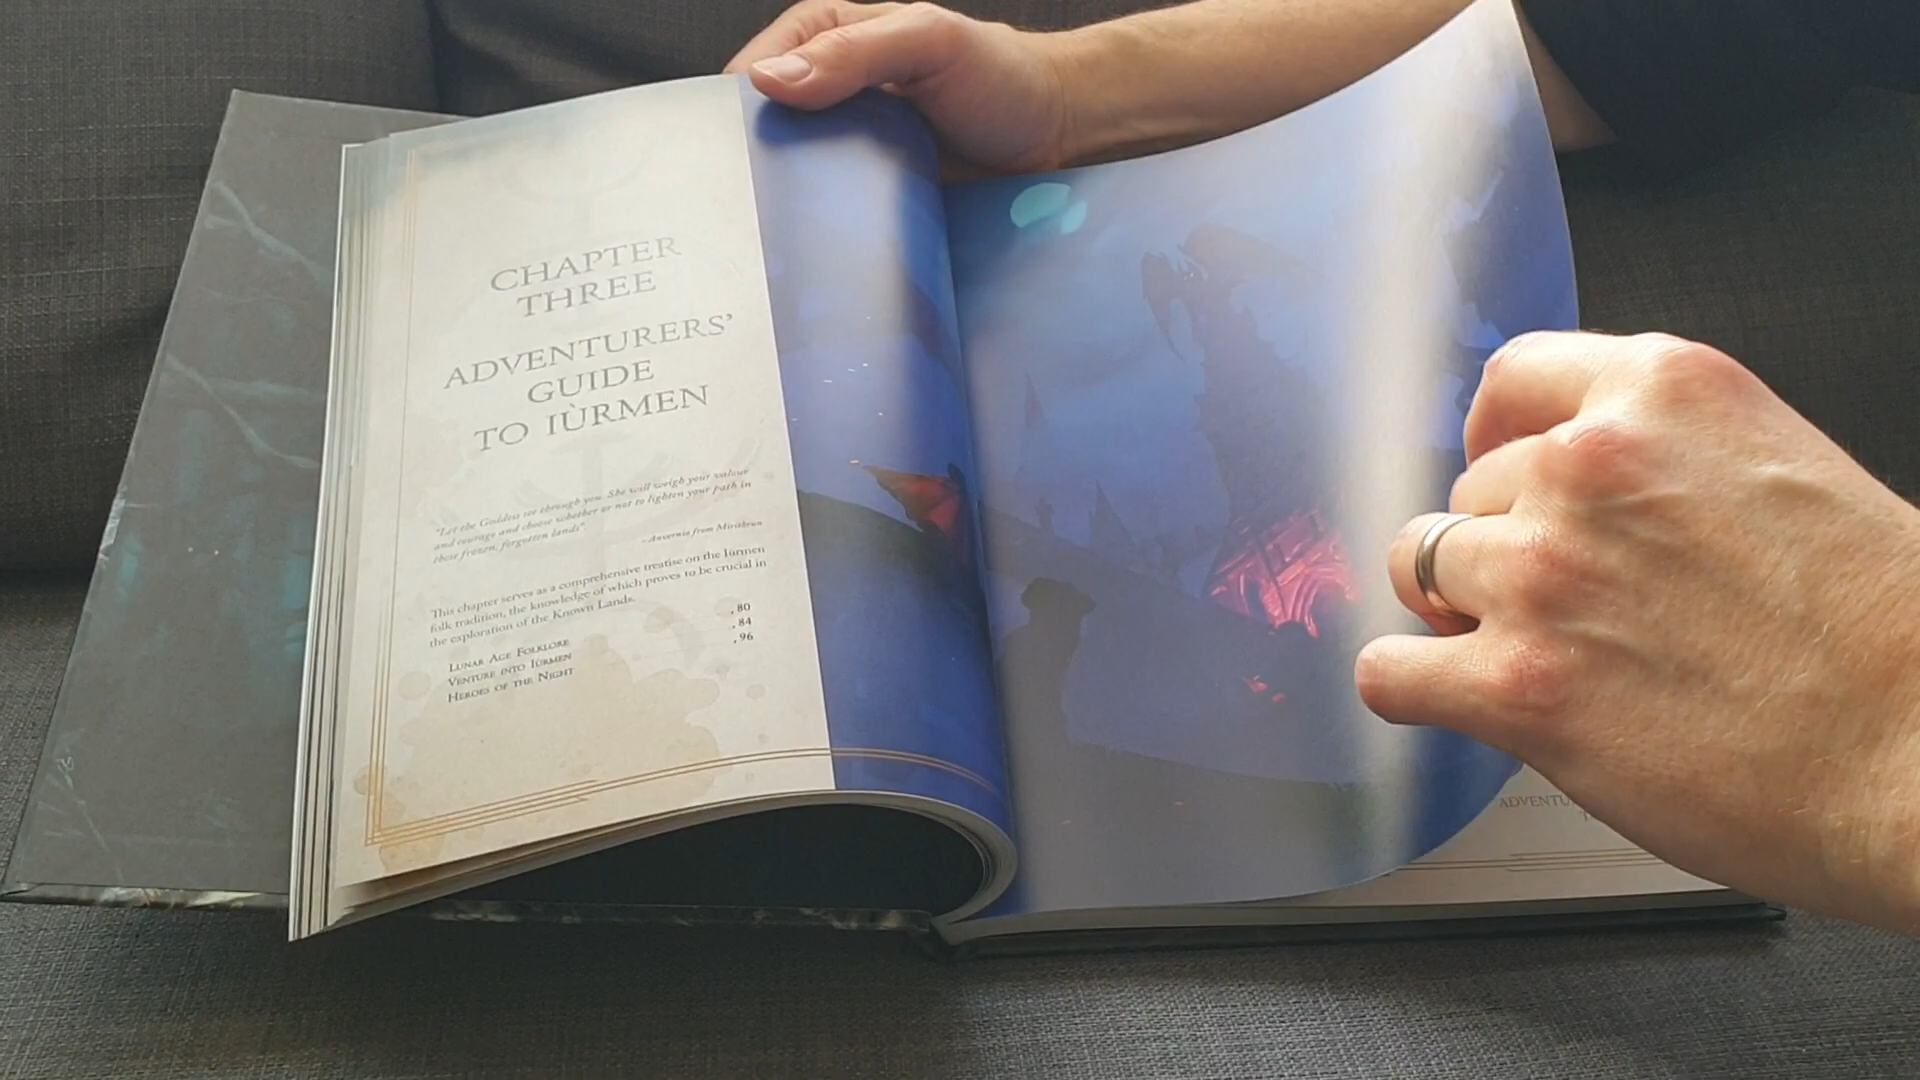 CHAPTER
THREE
ADVENTURERS'
GUIDE
TO IÙRMEN
"Let the Goddess see through you. She will weigh your valour
and courage and choose whether or not to lighten your path in
these frozen, forgotten lands".
This chapter serves as a comprehensive treatise on the Iùrmen
folk tradition, the knowledge of which proves to be crucial in
the exploration of the Known Lands.
LUNAR AGE FOLKLORE . 80
VENTURE INTO IÙRMEN . 84
HEROES OF THE NIGHT . 96